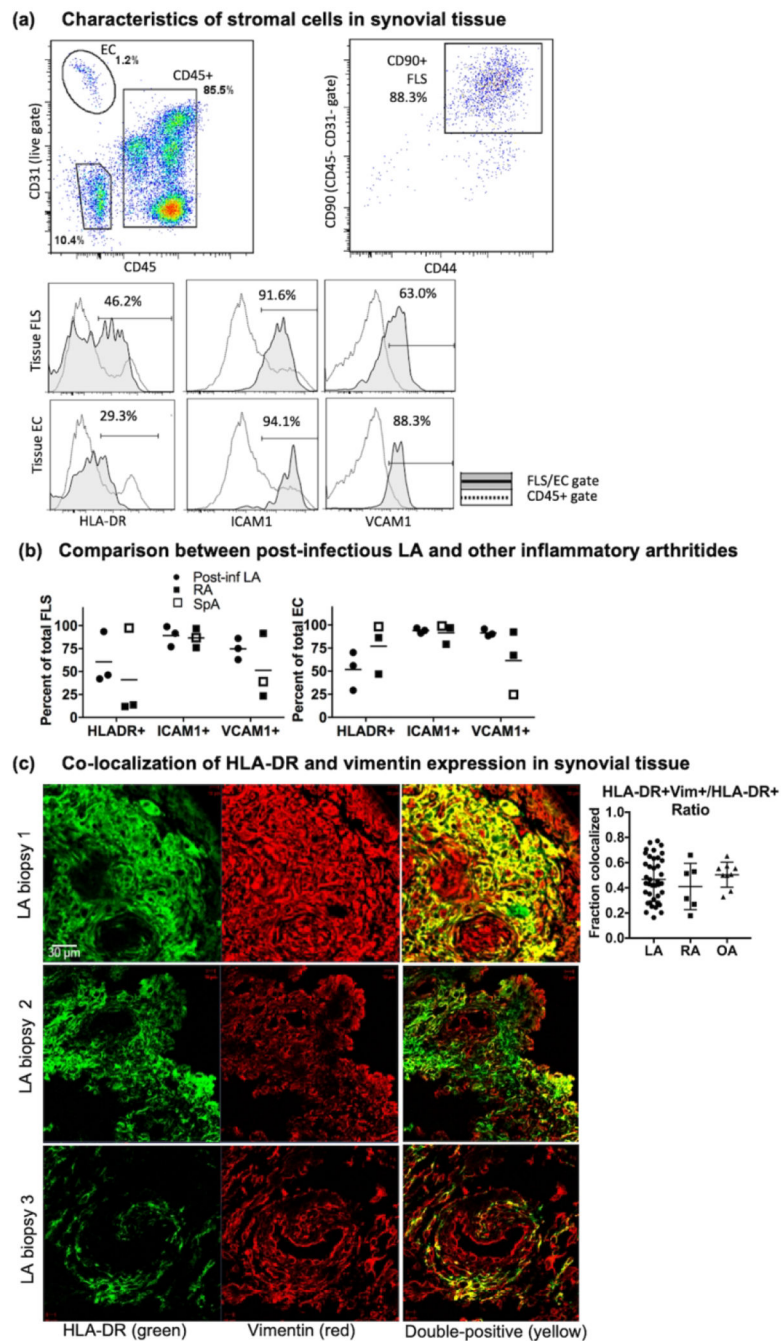 (a) Characteristics of stromal cells in synovial tissue
EC
1.2%
CD45+
85.5%
10.4%
CD31 (live gate)
CD45
CD90+
FLS
88.3%
CD90 (CD45- CD31- gate)
CD44
Tissue FLS
46.2%
91.6%
63.0%
Tissue EC
29.3%
94.1%
88.3%
HLA-DR
ICAM1
VCAM1
FLS/EC gate
CD45+ gate
(b) Comparison between post-infectious LA and other inflammatory arthritides
Post-inf LA
RA
SpA
Percent of total FLS
100
75
50
25
0
HLADR+ ICAM1+ VCAM1+
Percent of total EC
100
75
50
25
0
HLADR+ ICAM1+ VCAM1+
(c) Co-localization of HLA-DR and vimentin expression in synovial tissue
LA biopsy 1
30 µm
LA biopsy 2
LA biopsy 3
HLA-DR (green)
Vimentin (red)
Double-positive (yellow)
HLA-DR+Vim+/HLA-DR+
Ratio
Fraction colocalized
1.0
0.8
0.6
0.4
0.2
0.0
LA RA OA